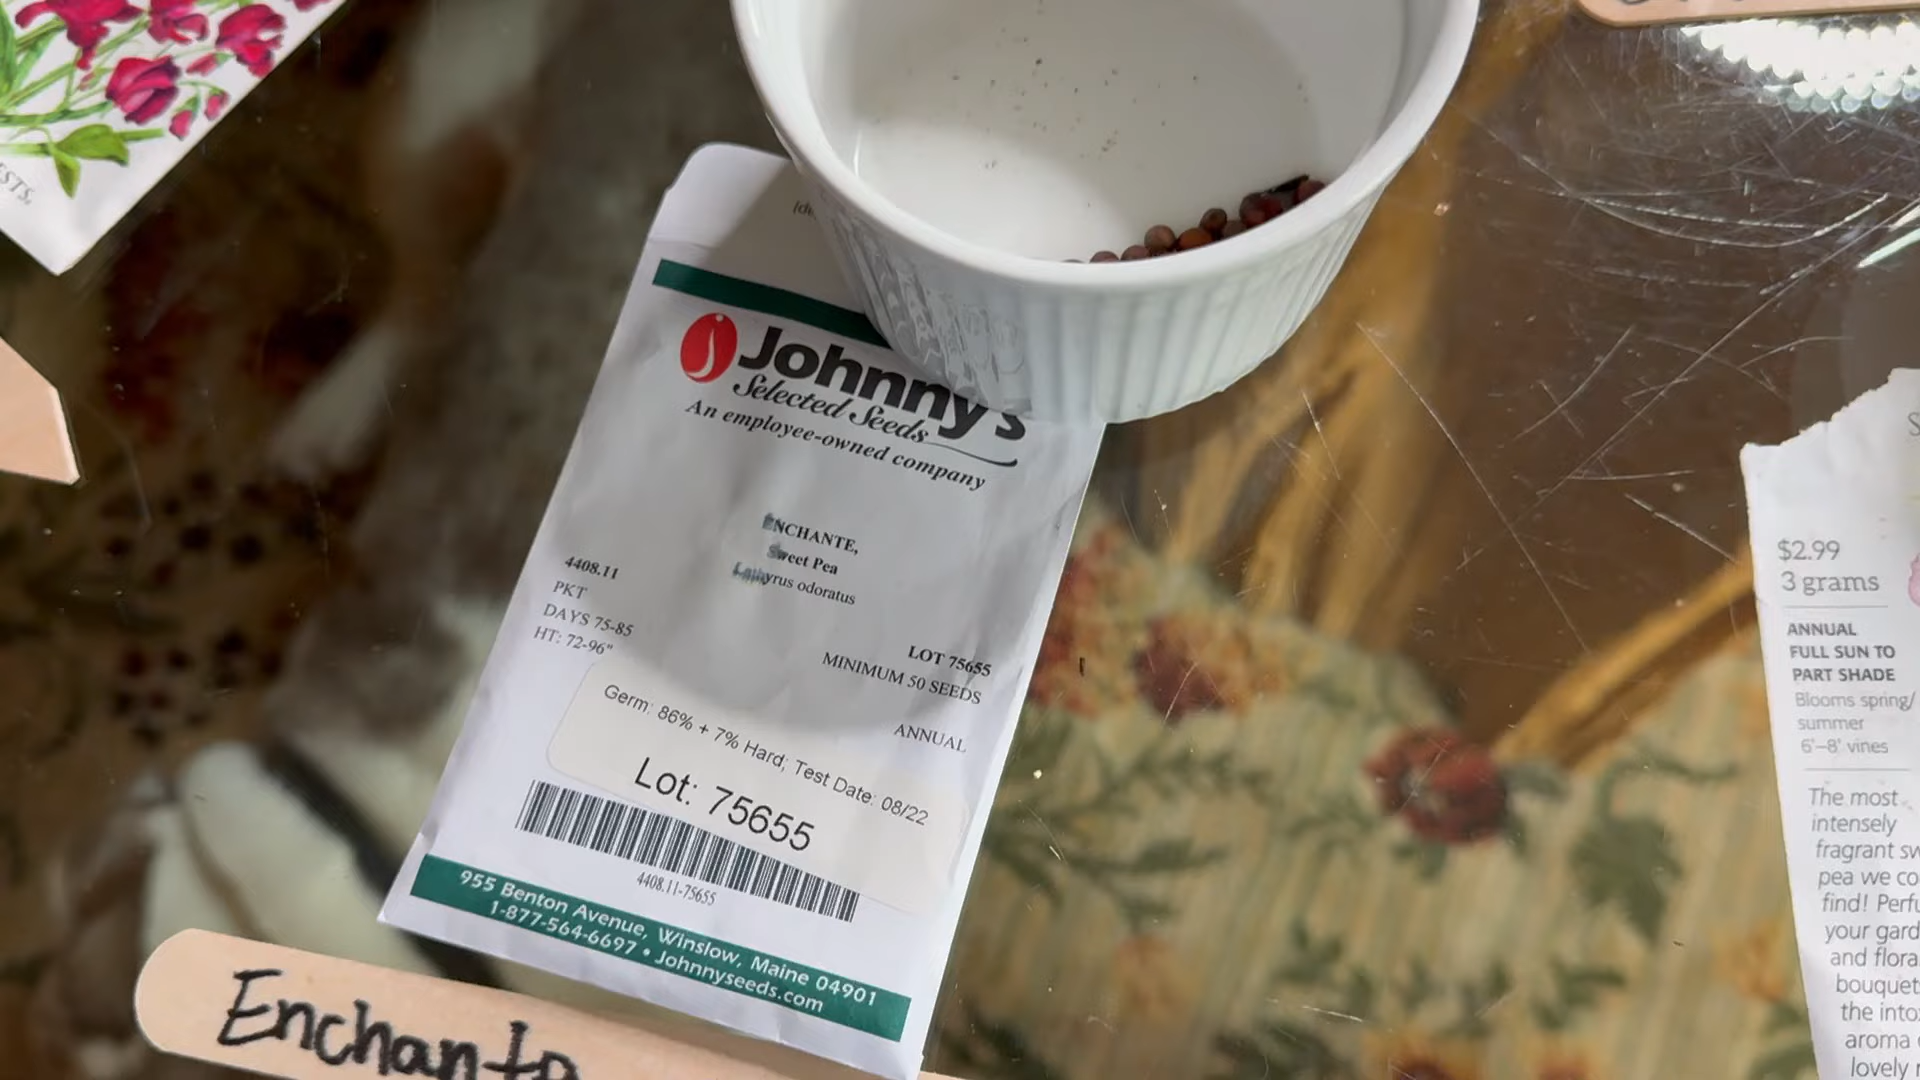 Johnny's
Selected Seeds
An employee-owned company
ENCHANTE,
Sweet Pea
Lathyrus odoratus
4408.11
PKT
DAYS 75-85
HT: 72-96"
LOT 75655
MINIMUM 50 SEEDS
ANNUAL
Germ: 86% + 7% Hard; Test Date: 08/22
Lot: 75655
4408.11-75655
955 Benton Avenue, Winslow, Maine 04901
1-877-564-6697 • Johnnyseeds.com
Enchante
$2.99
3 grams
ANNUAL
FULL SUN TO
PART SHADE
Blooms spring/
summer
6'–8' vines
The most
intensely
fragrant
pea we
find!
your
and
bouquets
the
aroma
lovely